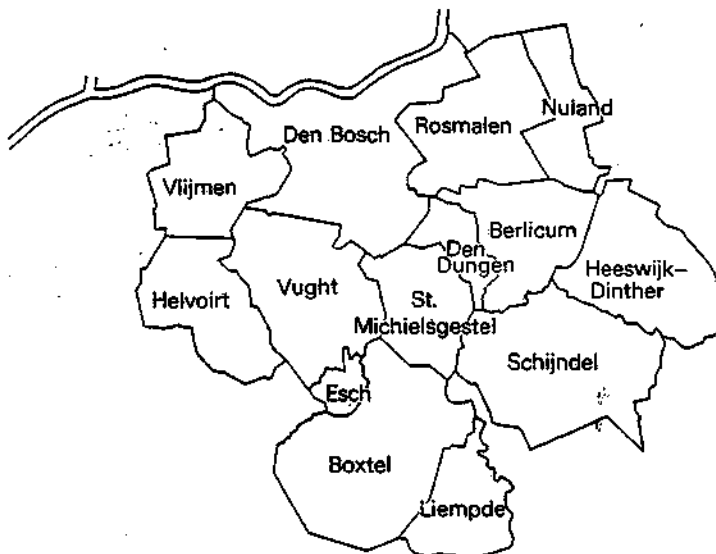 Nuland
Rosmalen
Den Bosch
Vlijmen
Berlicum
Den
Dungen
Heeswijk-
Dinther
Vught
Helvoirt
St.
Michielsgestel
Schijndel
Esch
Boxtel
Liempde